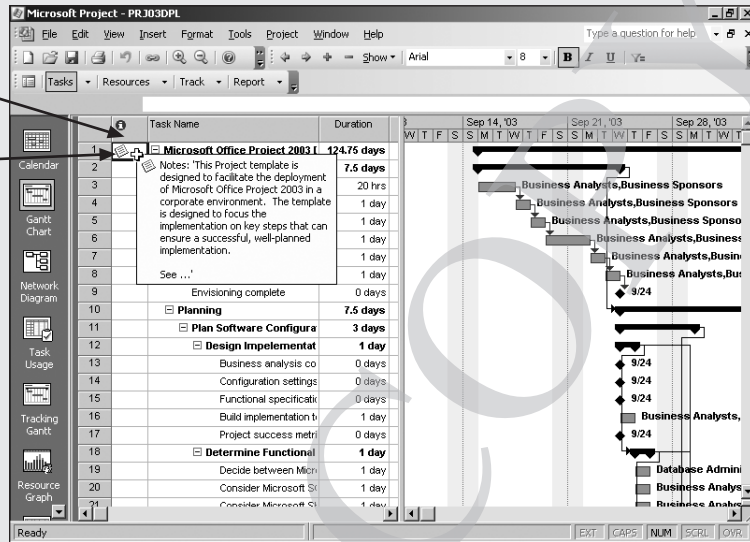 Microsoft Project - PRJ03DPL
File Edit View Insert Format Tools Project Window Help
Type a question for help
Show Arial 8 B I U
Tasks Resources Track Report
Task Name Duration
Sep 14, '03 Sep 21, '03 Sep 28, '03
W T F S S M T W T F S S M T W T F S S M T W T
Calendar
Gantt
Chart
Network
Diagram
Task
Usage
Tracking
Gantt
Resource
Graph
1 Microsoft Office Project 2003 124.75 days
2 7.5 days
3 20 hrs Business Analysts,Business Sponsors
4 1 day Business Analysts,Business Sponsors
5 1 day Business Analysts,Business Sponso
6 1 day Business Analysts,Business
7 1 day Business Analysts,Busin
8 1 day Business Analysts,Bus
Notes: 'This Project template is
designed to facilitate the deployment
of Microsoft Office Project 2003 in a
corporate environment. The template
is designed to focus the
implementation on key steps that can
ensure a successful, well-planned
implementation.
See ...'
9 Envisioning complete 0 days 9/24
10 Planning 7.5 days
11 Plan Software Configura 3 days
12 Design Impelementat 1 day
13 Business analysis co 0 days 9/24
14 Configuration settings 0 days 9/24
15 Functional specificatio 0 days 9/24
16 Build implementation t 1 day Business Analysts,
17 Project success metri 0 days 9/24
18 Determine Functional 1 day
19 Decide between Micr 1 day Database Admini
20 Consider Microsoft S 1 day Business Analys
21 Consider Microsoft S 1 day Business Analys
Ready EXT CAPS NUM SCRL OVR
COPY